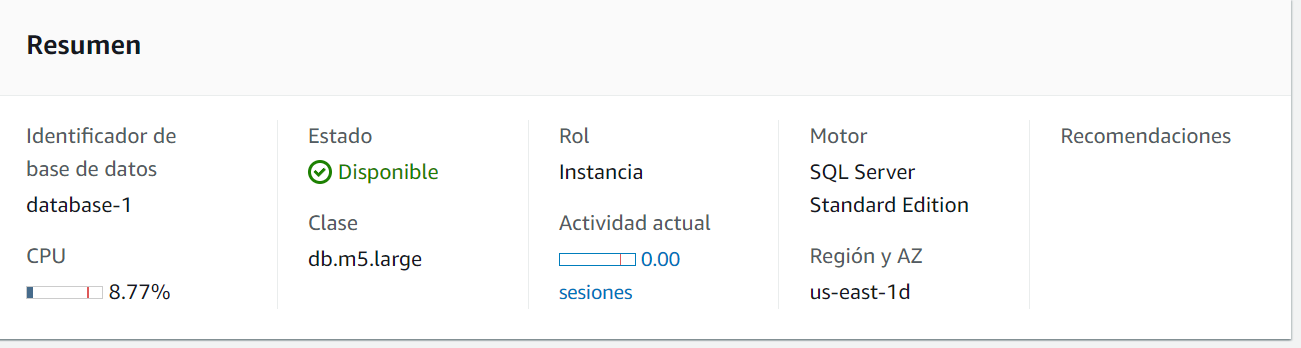 Resumen
Identificador de
base de datos
database-1
CPU
8.77%
Estado
Disponible
Clase
db.m5.large
Rol
Instancia
Actividad actual
0.00
sesiones
Motor
SQL Server
Standard Edition
Región y AZ
us-east-1d
Recomendaciones